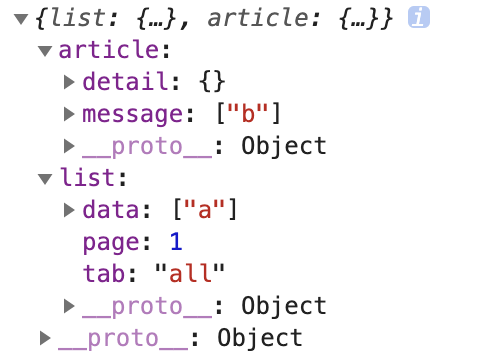 ▼{list: {…}, article: {…}} i
▼article:
▶detail: {}
▶message: ["b"]
▶__proto__: Object
▼list:
▶data: ["a"]
page: 1
tab: "all"
▶__proto__: Object
▶__proto__: Object